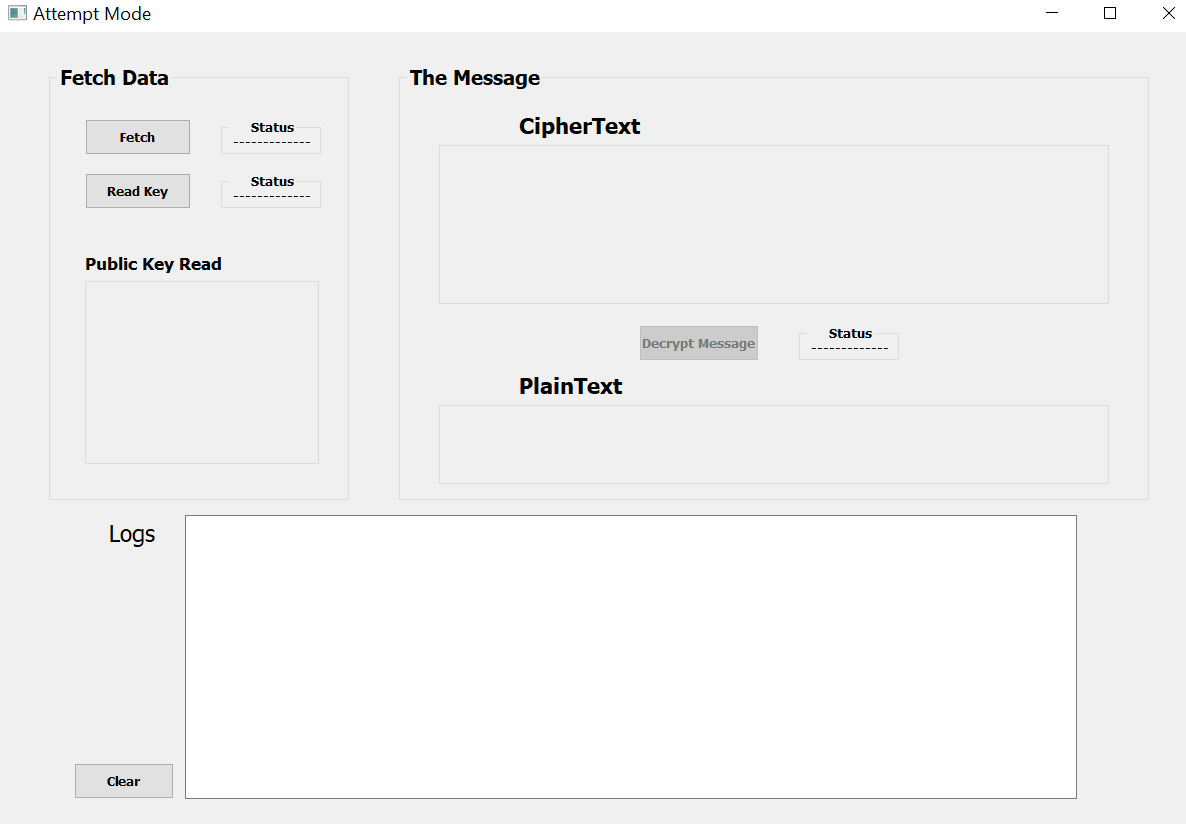 Attempt Mode
Fetch Data
Fetch
Status
-------------
Read Key
Status
-------------
Public Key Read
The Message
CipherText
Decrypt Message
Status
-------------
PlainText
Logs
Clear